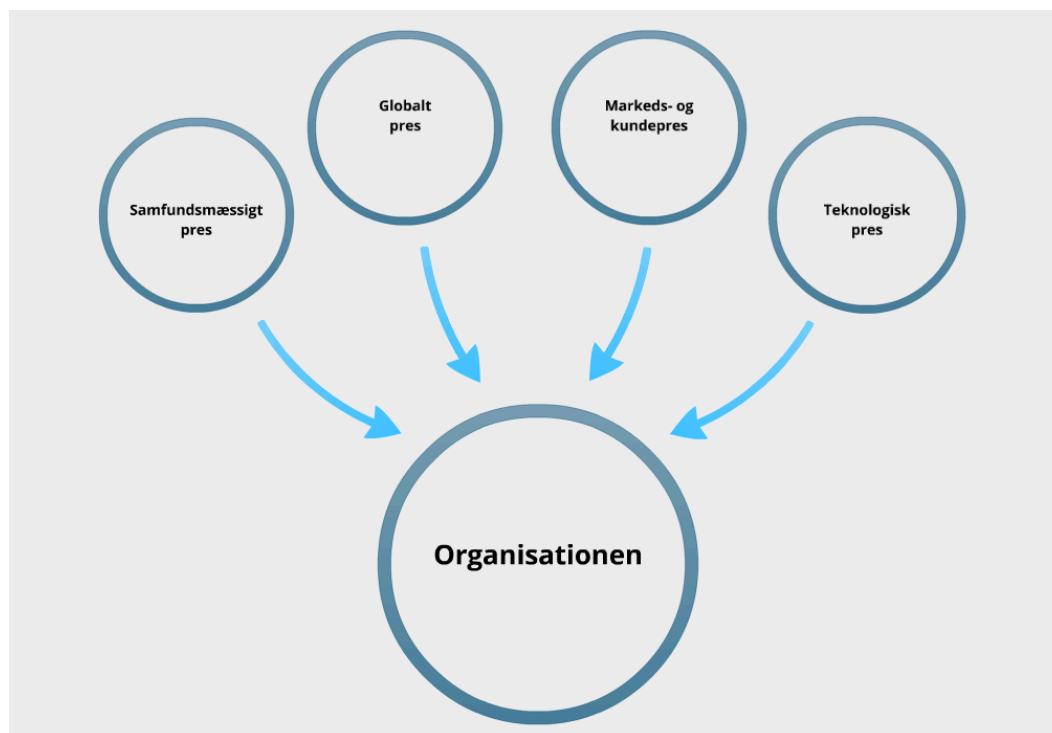 Globalt
pres
Markeds- og
kundepres
Samfundsmæssigt
pres
Teknologisk
pres
Organisationen